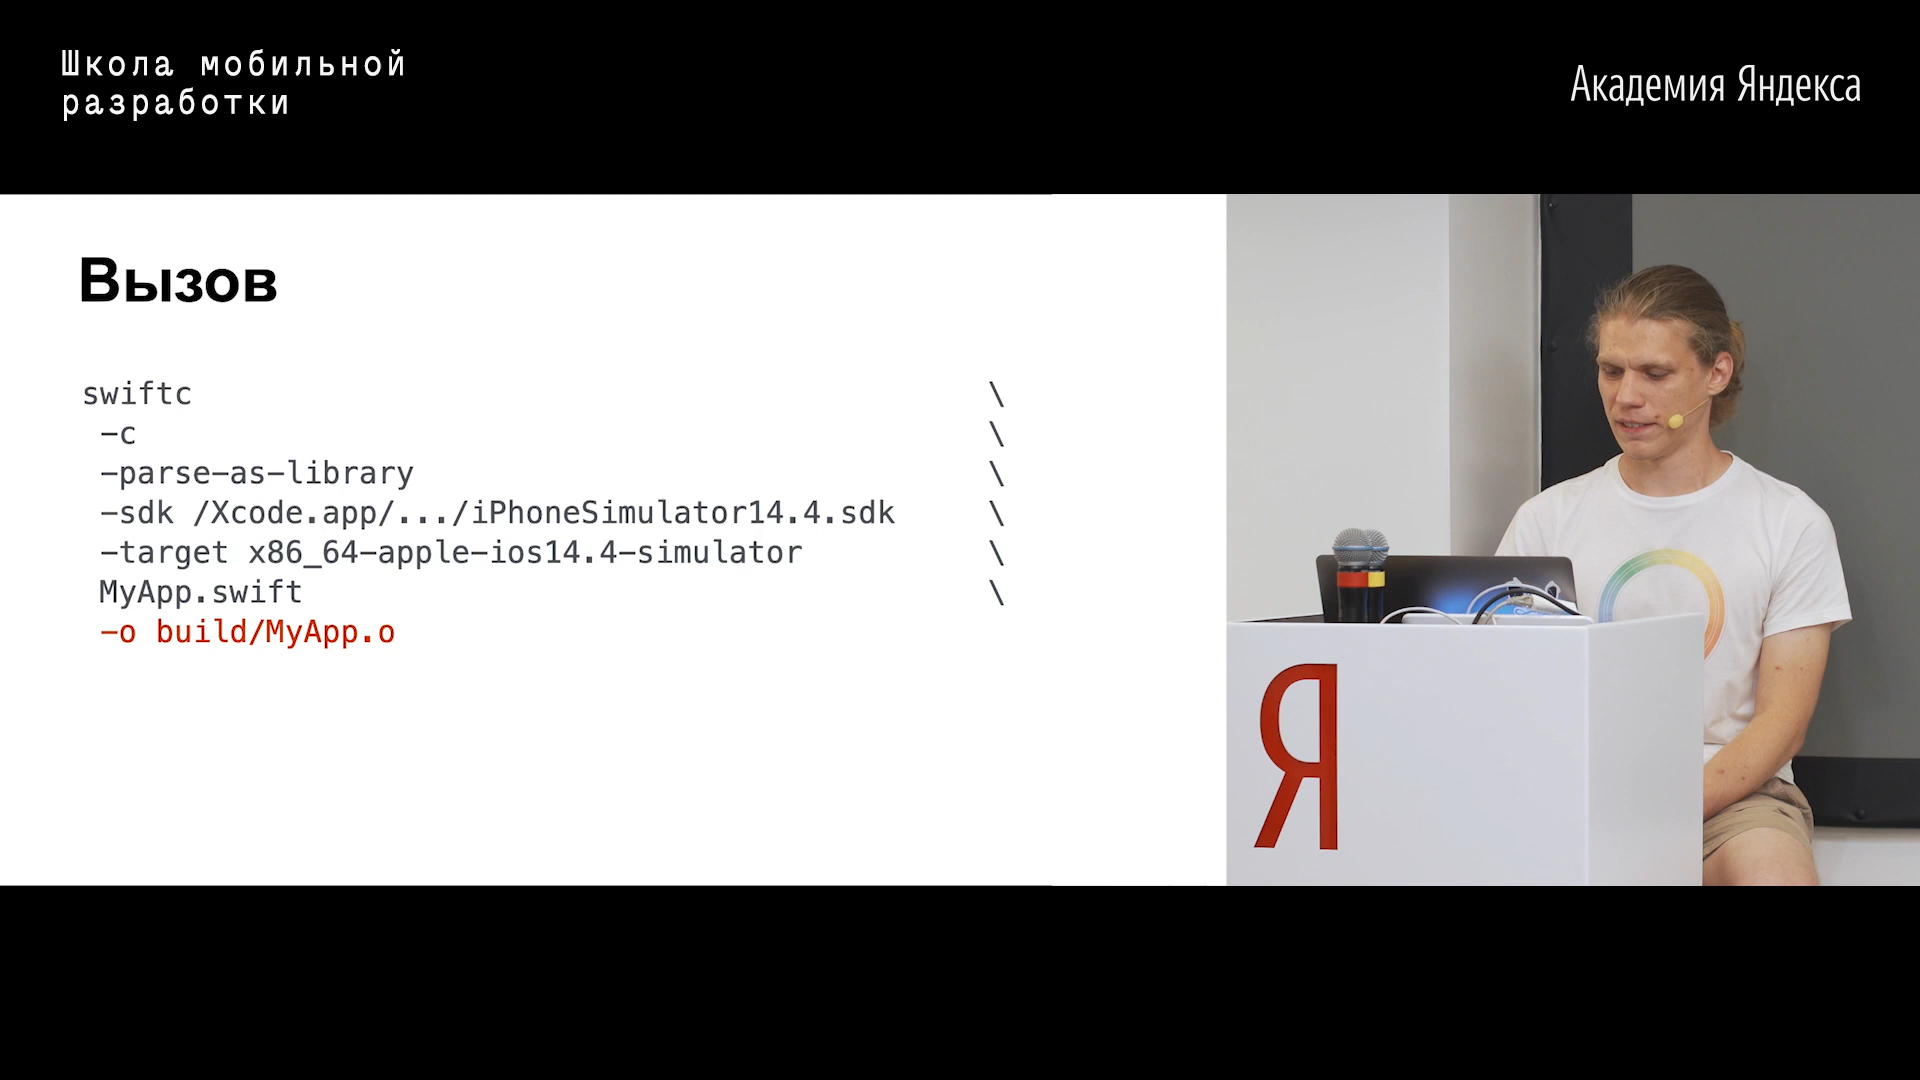 Школа мобильной
разработки
Академия Яндекса
Вызов
swiftc \
-c \
-parse-as-library \
-sdk /Xcode.app/.../iPhoneSimulator14.4.sdk \
-target x86_64-apple-ios14.4-simulator \
MyApp.swift \
-o build/MyApp.o
Я